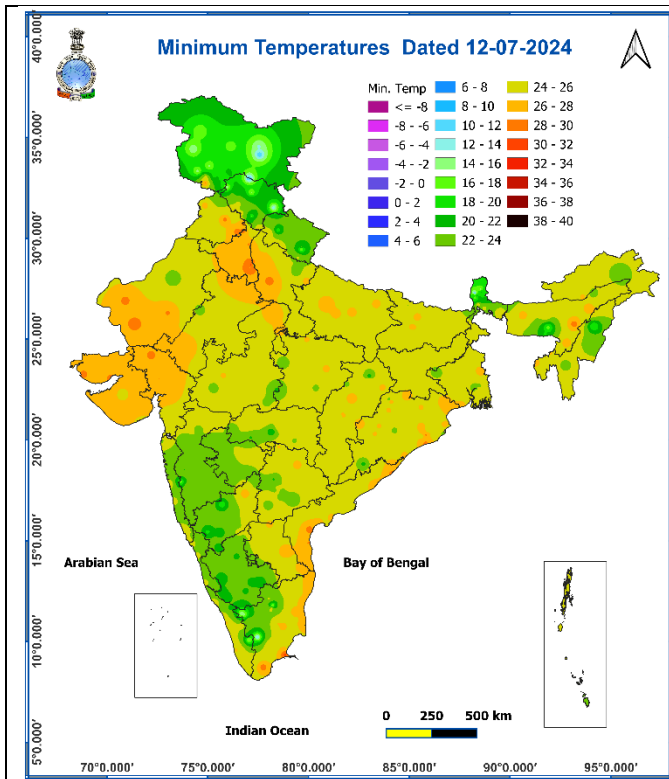 Minimum Temperatures Dated 12-07-2024
Min. Temp
<= -8
-8 - -6
-6 - -4
-4 - -2
-2 - 0
0 - 2
2 - 4
4 - 6
6 - 8
8 - 10
10 - 12
12 - 14
14 - 16
16 - 18
18 - 20
20 - 22
22 - 24
24 - 26
26 - 28
28 - 30
30 - 32
32 - 34
34 - 36
36 - 38
38 - 40
40°0.000'
35°0.000'
30°0.000'
25°0.000'
20°0.000'
15°0.000'
10°0.000'
5°0.000'
Arabian Sea
Bay of Bengal
Indian Ocean
0 250 500 km
70°0.000' 75°0.000' 80°0.000' 85°0.000' 90°0.000' 95°0.000'